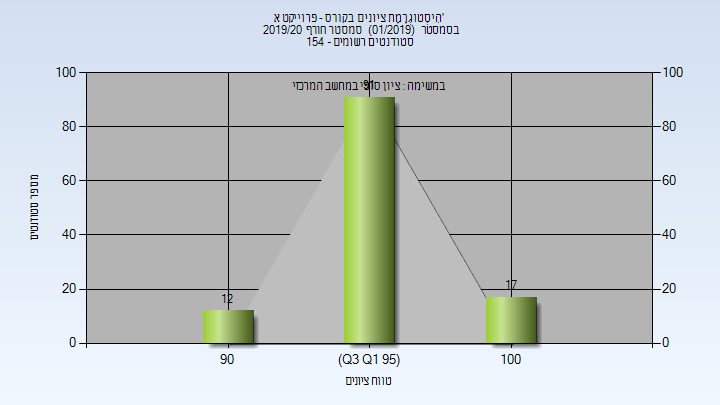 היסטוגרמת ציונים בקורס - פרוייקט א'
בסמסטר (01/2019) סמסטר חורף 2019/20
154 - סטודנטים רשומים
במשימה : ציון סופי במחשב המרכזי
100
80
60
40
20
0
100
80
60
40
20
0
מספר סטודנטים
12
91
17
90
(Q3 Q1 95)
100
טווח ציונים